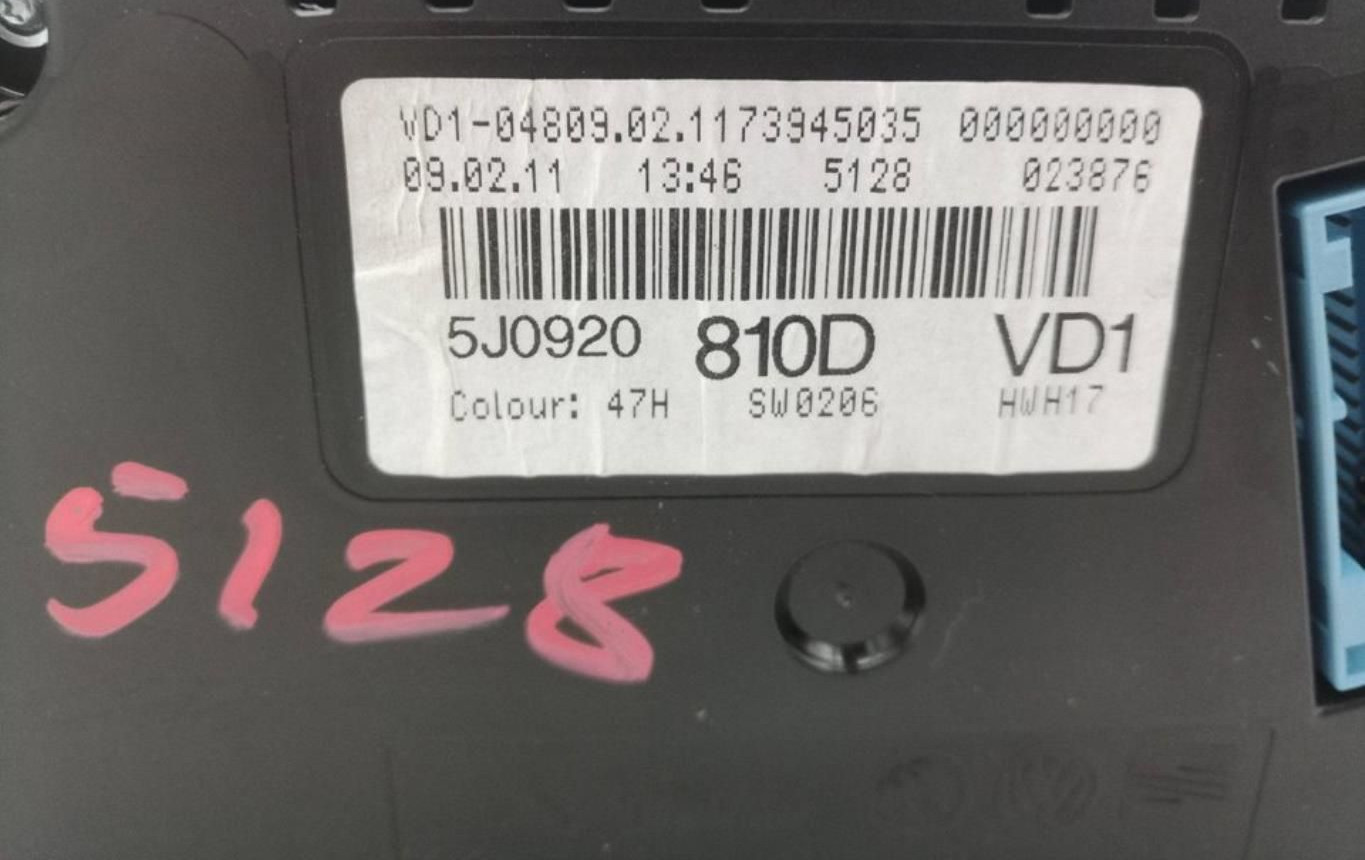 VD1-04809.02.1173945035 000000000
09.02.11 13:46 5128 023876
5J0920 810D VD1
Colour: 47H SW0206 HWH17
5128